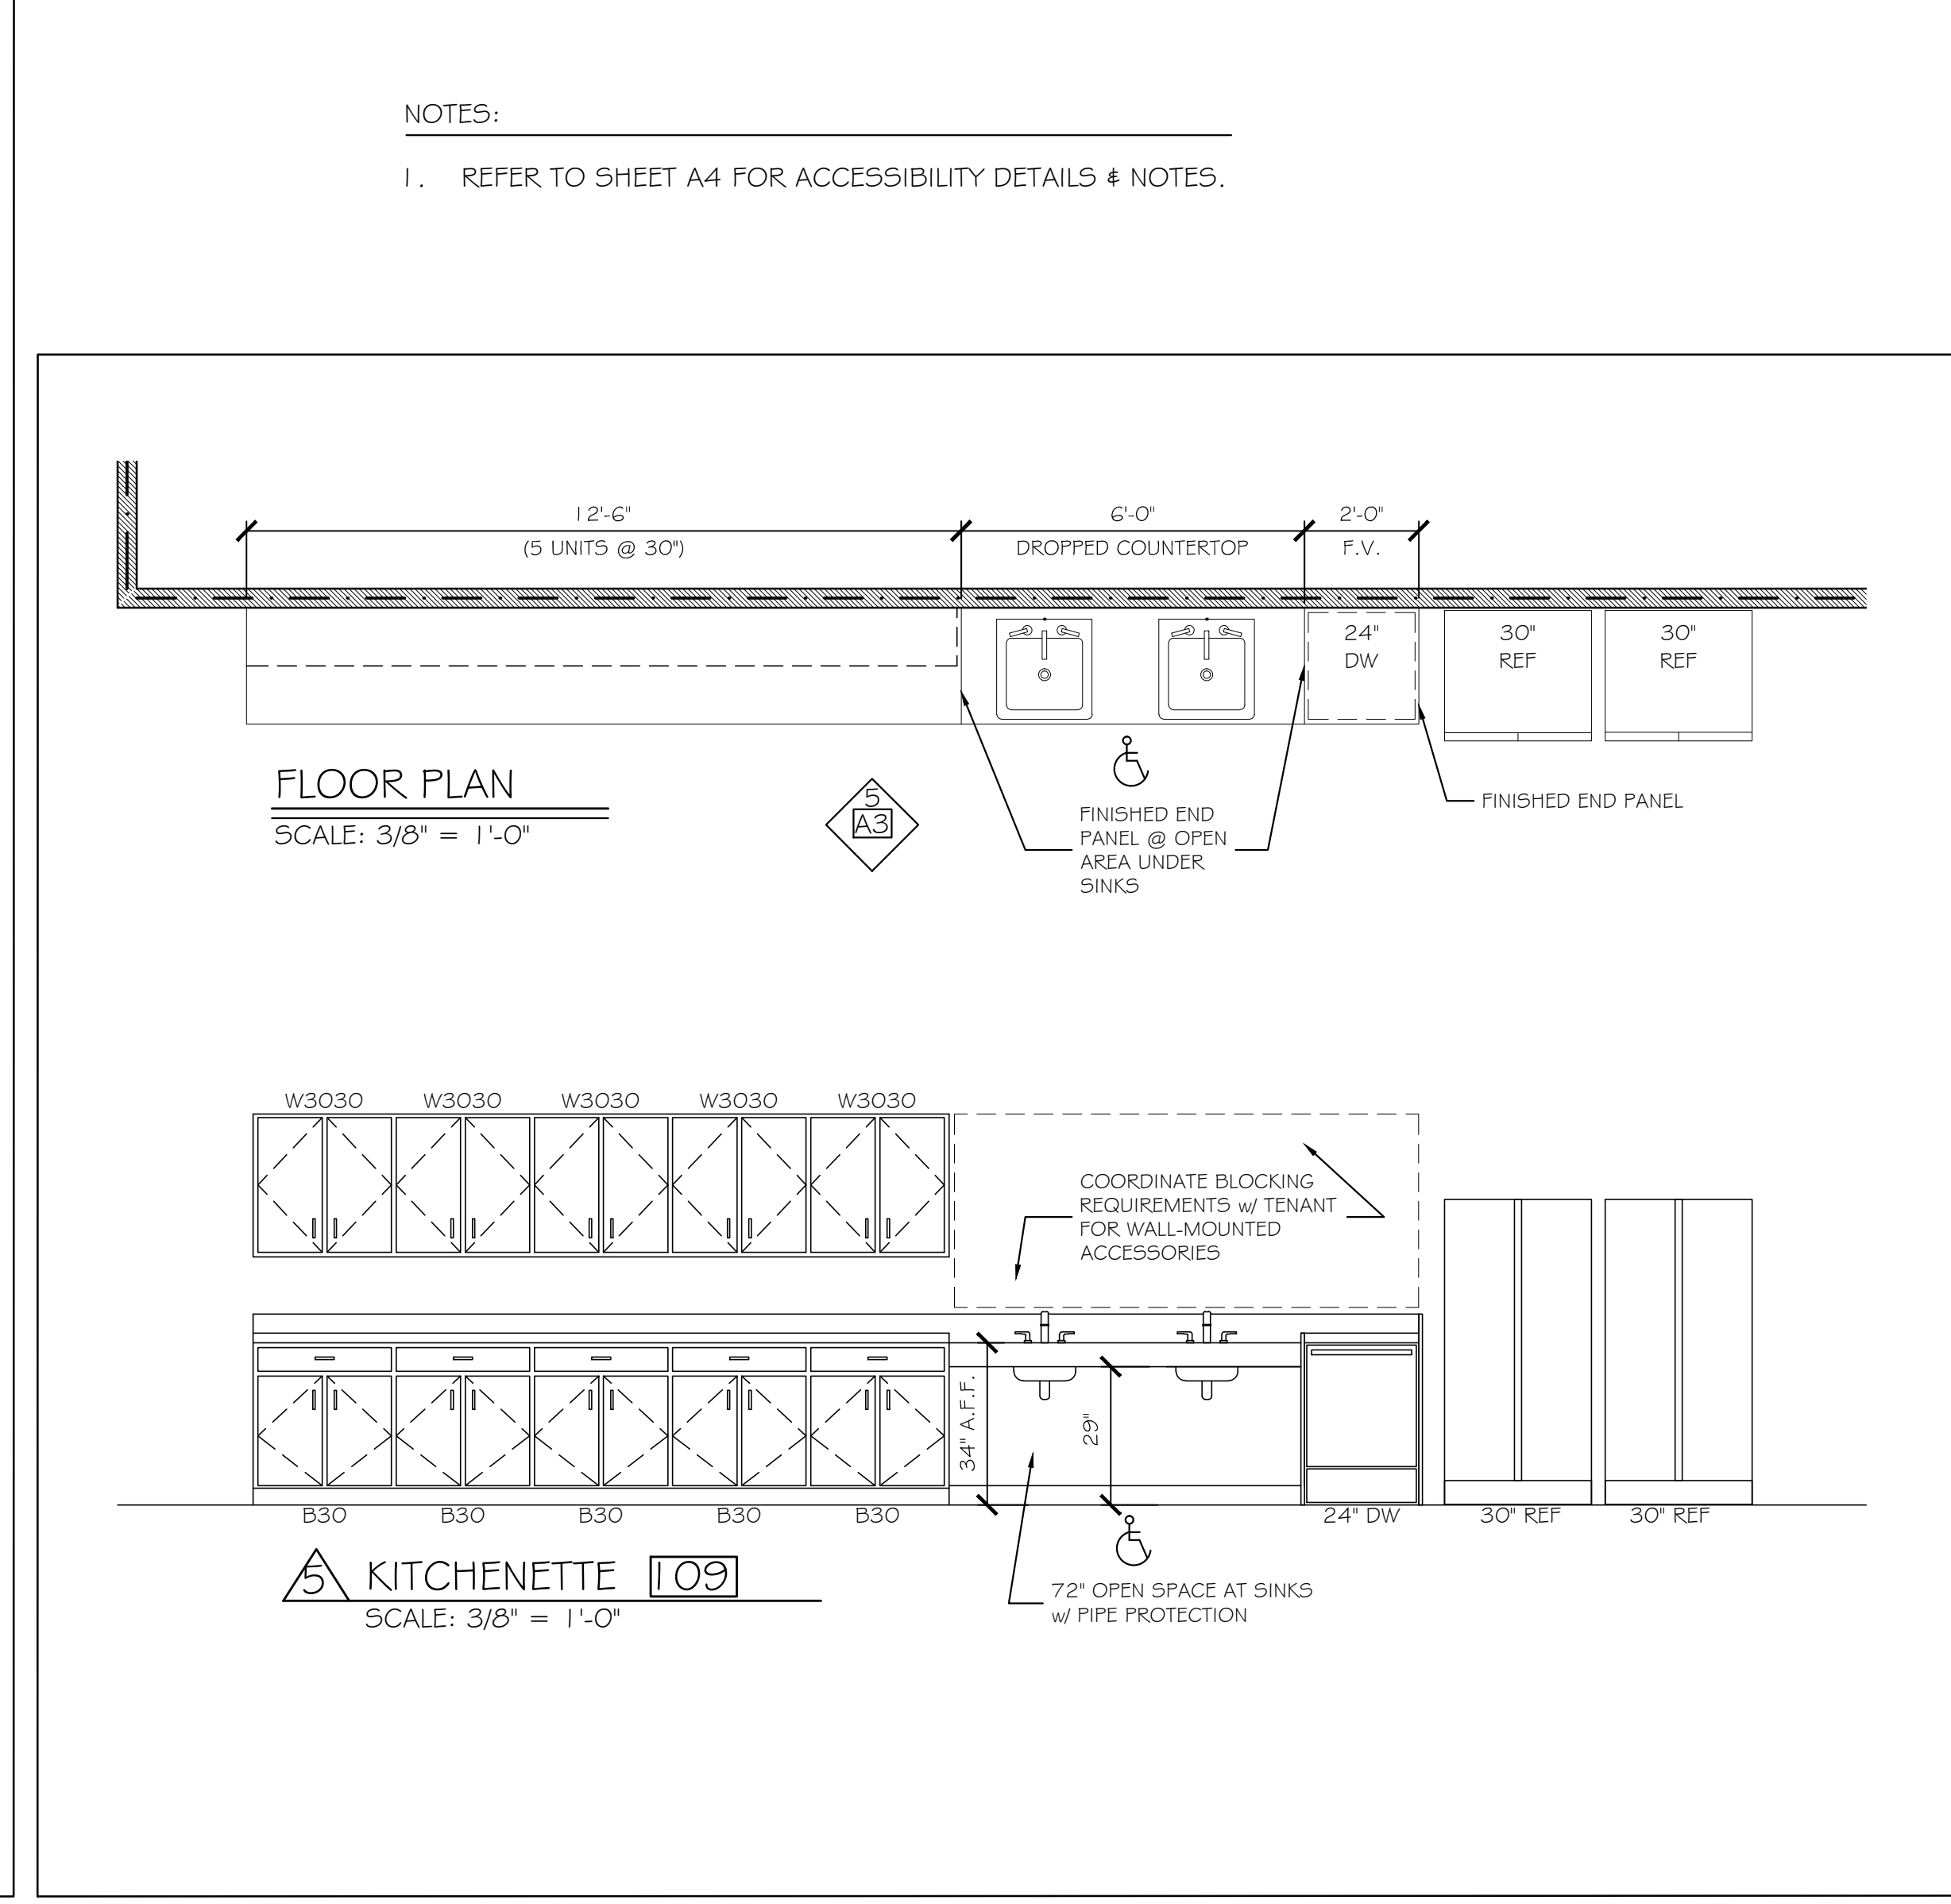 NOTES:
1. REFER TO SHEET A4 FOR ACCESSIBILITY DETAILS & NOTES.
12'-6"
6'-0"
2'-0"
(5 UNITS @ 30")
DROPPED COUNTERTOP
F.V.
24"
DW
30"
REF
30"
REF
FLOOR PLAN
SCALE: 3/8" = 1'-0"
5
A3
FINISHED END
PANEL @ OPEN
AREA UNDER
SINKS
FINISHED END PANEL
W3030
W3030
W3030
W3030
W3030
COORDINATE BLOCKING
REQUIREMENTS w/ TENANT
FOR WALL-MOUNTED
ACCESSORIES
34" A.F.F.
29"
B30
B30
B30
B30
B30
24" DW
30" REF
30" REF
5 KITCHENETTE 109
SCALE: 3/8" = 1'-0"
72" OPEN SPACE AT SINKS
w/ PIPE PROTECTION